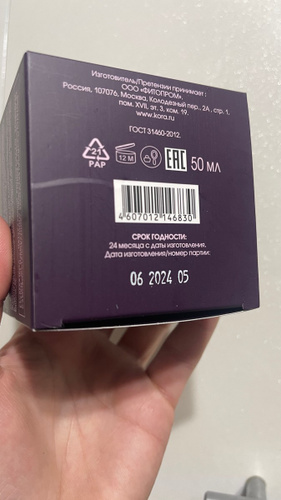 Изготовитель/Претензии принимает:
ООО «ФИТОПРОМ»
Россия, 107076, Москва, Колодезный пер., 2А, стр. 1,
пом. XVII, эт. 3, ком. 19.
www.kora.ru
ГОСТ 31460-2012.
21
PAP
12 M
EAC
50 МЛ
4607012146830
СРОК ГОДНОСТИ:
24 месяца с даты изготовления.
Дата изготовления/номер партии:
06 2024 05